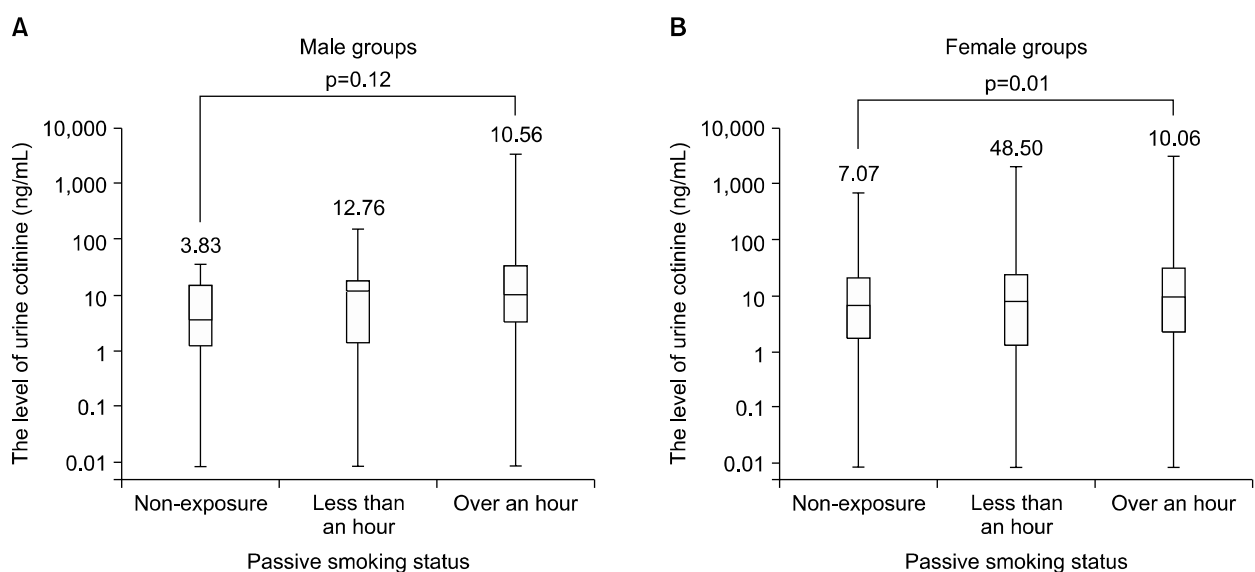 A
Male groups
p=0.12
10,000
1,000
100
10
1
0.1
0.01
The level of urine cotinine (ng/mL)
3.83
12.76
10.56
Non-exposure
Less than
an hour
Over an hour
Passive smoking status
B
Female groups
p=0.01
10,000
1,000
100
10
1
0.1
0.01
The level of urine cotinine (ng/mL)
7.07
48.50
10.06
Non-exposure
Less than
an hour
Over an hour
Passive smoking status